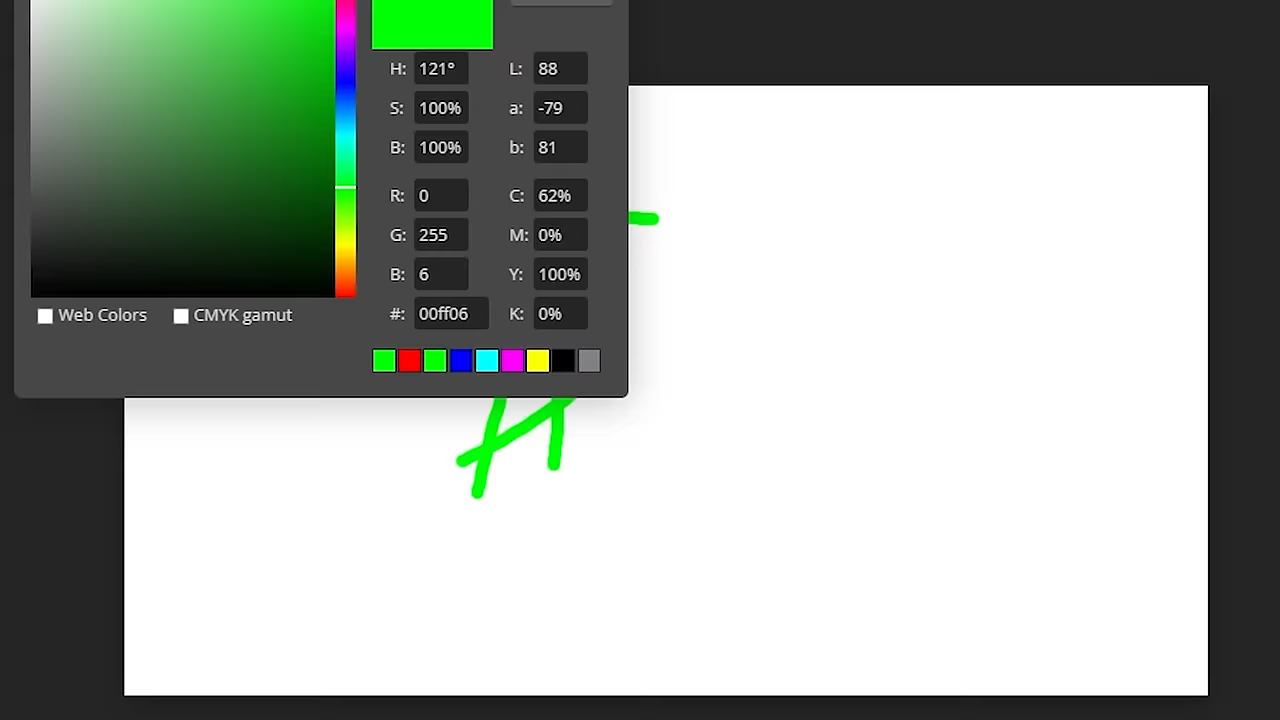 H: 121° L: 88
S: 100% a: -79
B: 100% b: 81
R: 0 C: 62%
G: 255 M: 0%
B: 6 Y: 100%
#: 00ff06 K: 0%
Web Colors CMYK gamut